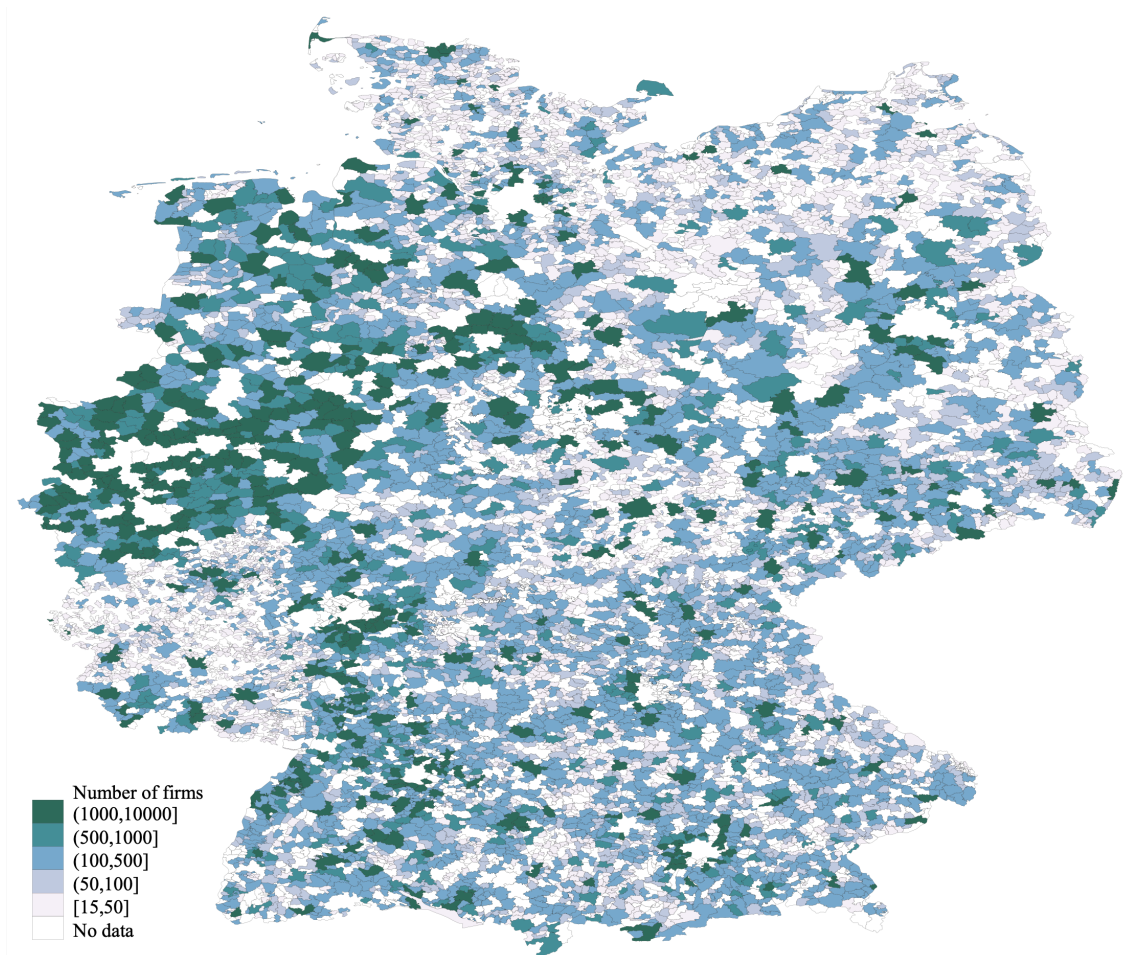 Number of firms
(1000,10000]
(500,1000]
(100,500]
(50,100]
[15,50]
No data